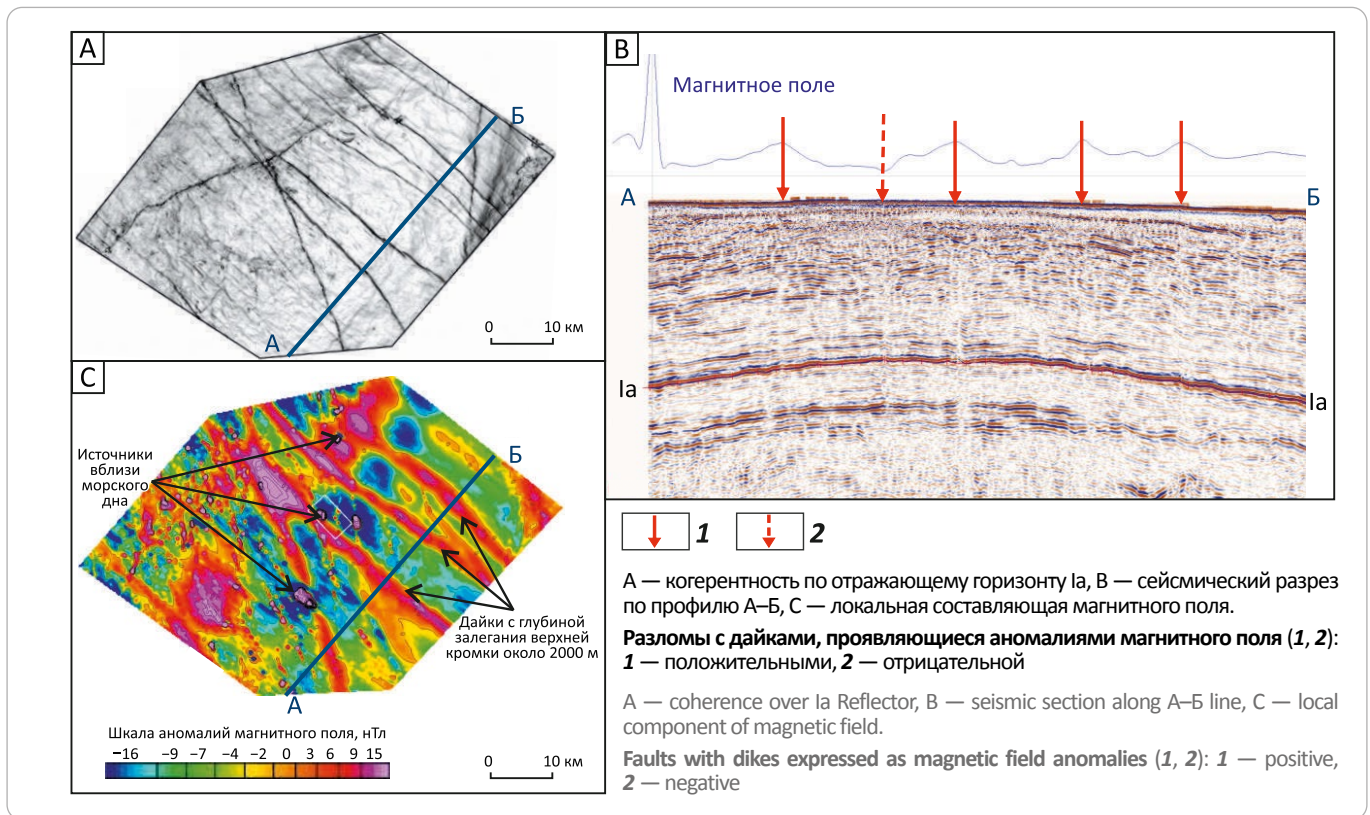 A
Б
А
0 10 км
B
Магнитное поле
А
Б
Ia
Ia
C
Источники
вблизи
морского
дна
Б
Дайки с глубиной
залегания верхней
кромки около 2000 м
А
Шкала аномалий магнитного поля, нТл
−16 −9 −7 −4 −2 0 3 6 9 15
0 10 км
1 2
A — когерентность по отражающему горизонту Ia, B — сейсмический разрез
по профилю А–Б, C — локальная составляющая магнитного поля.
Разломы с дайками, проявляющиеся аномалиями магнитного поля (1, 2):
1 — положительными, 2 — отрицательной
A — coherence over Ia Reflector, B — seismic section along А–Б line, C — local
component of magnetic field.
Faults with dikes expressed as magnetic field anomalies (1, 2): 1 — positive,
2 — negative